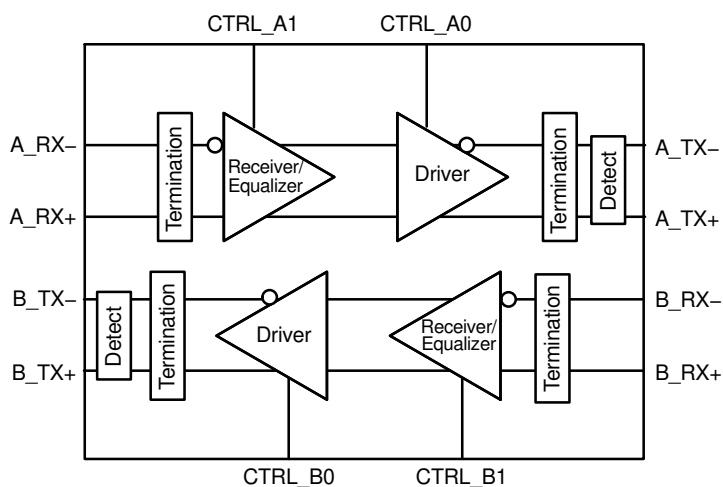 CTRL_A1 CTRL_A0
A_RX−
Termination
Receiver/
Equalizer
Driver
Termination
Detect
A_TX−
A_RX+
A_TX+
B_TX−
Detect
Termination
Driver
Receiver/
Equalizer
Termination
B_RX−
B_TX+
B_RX+
CTRL_B0 CTRL_B1